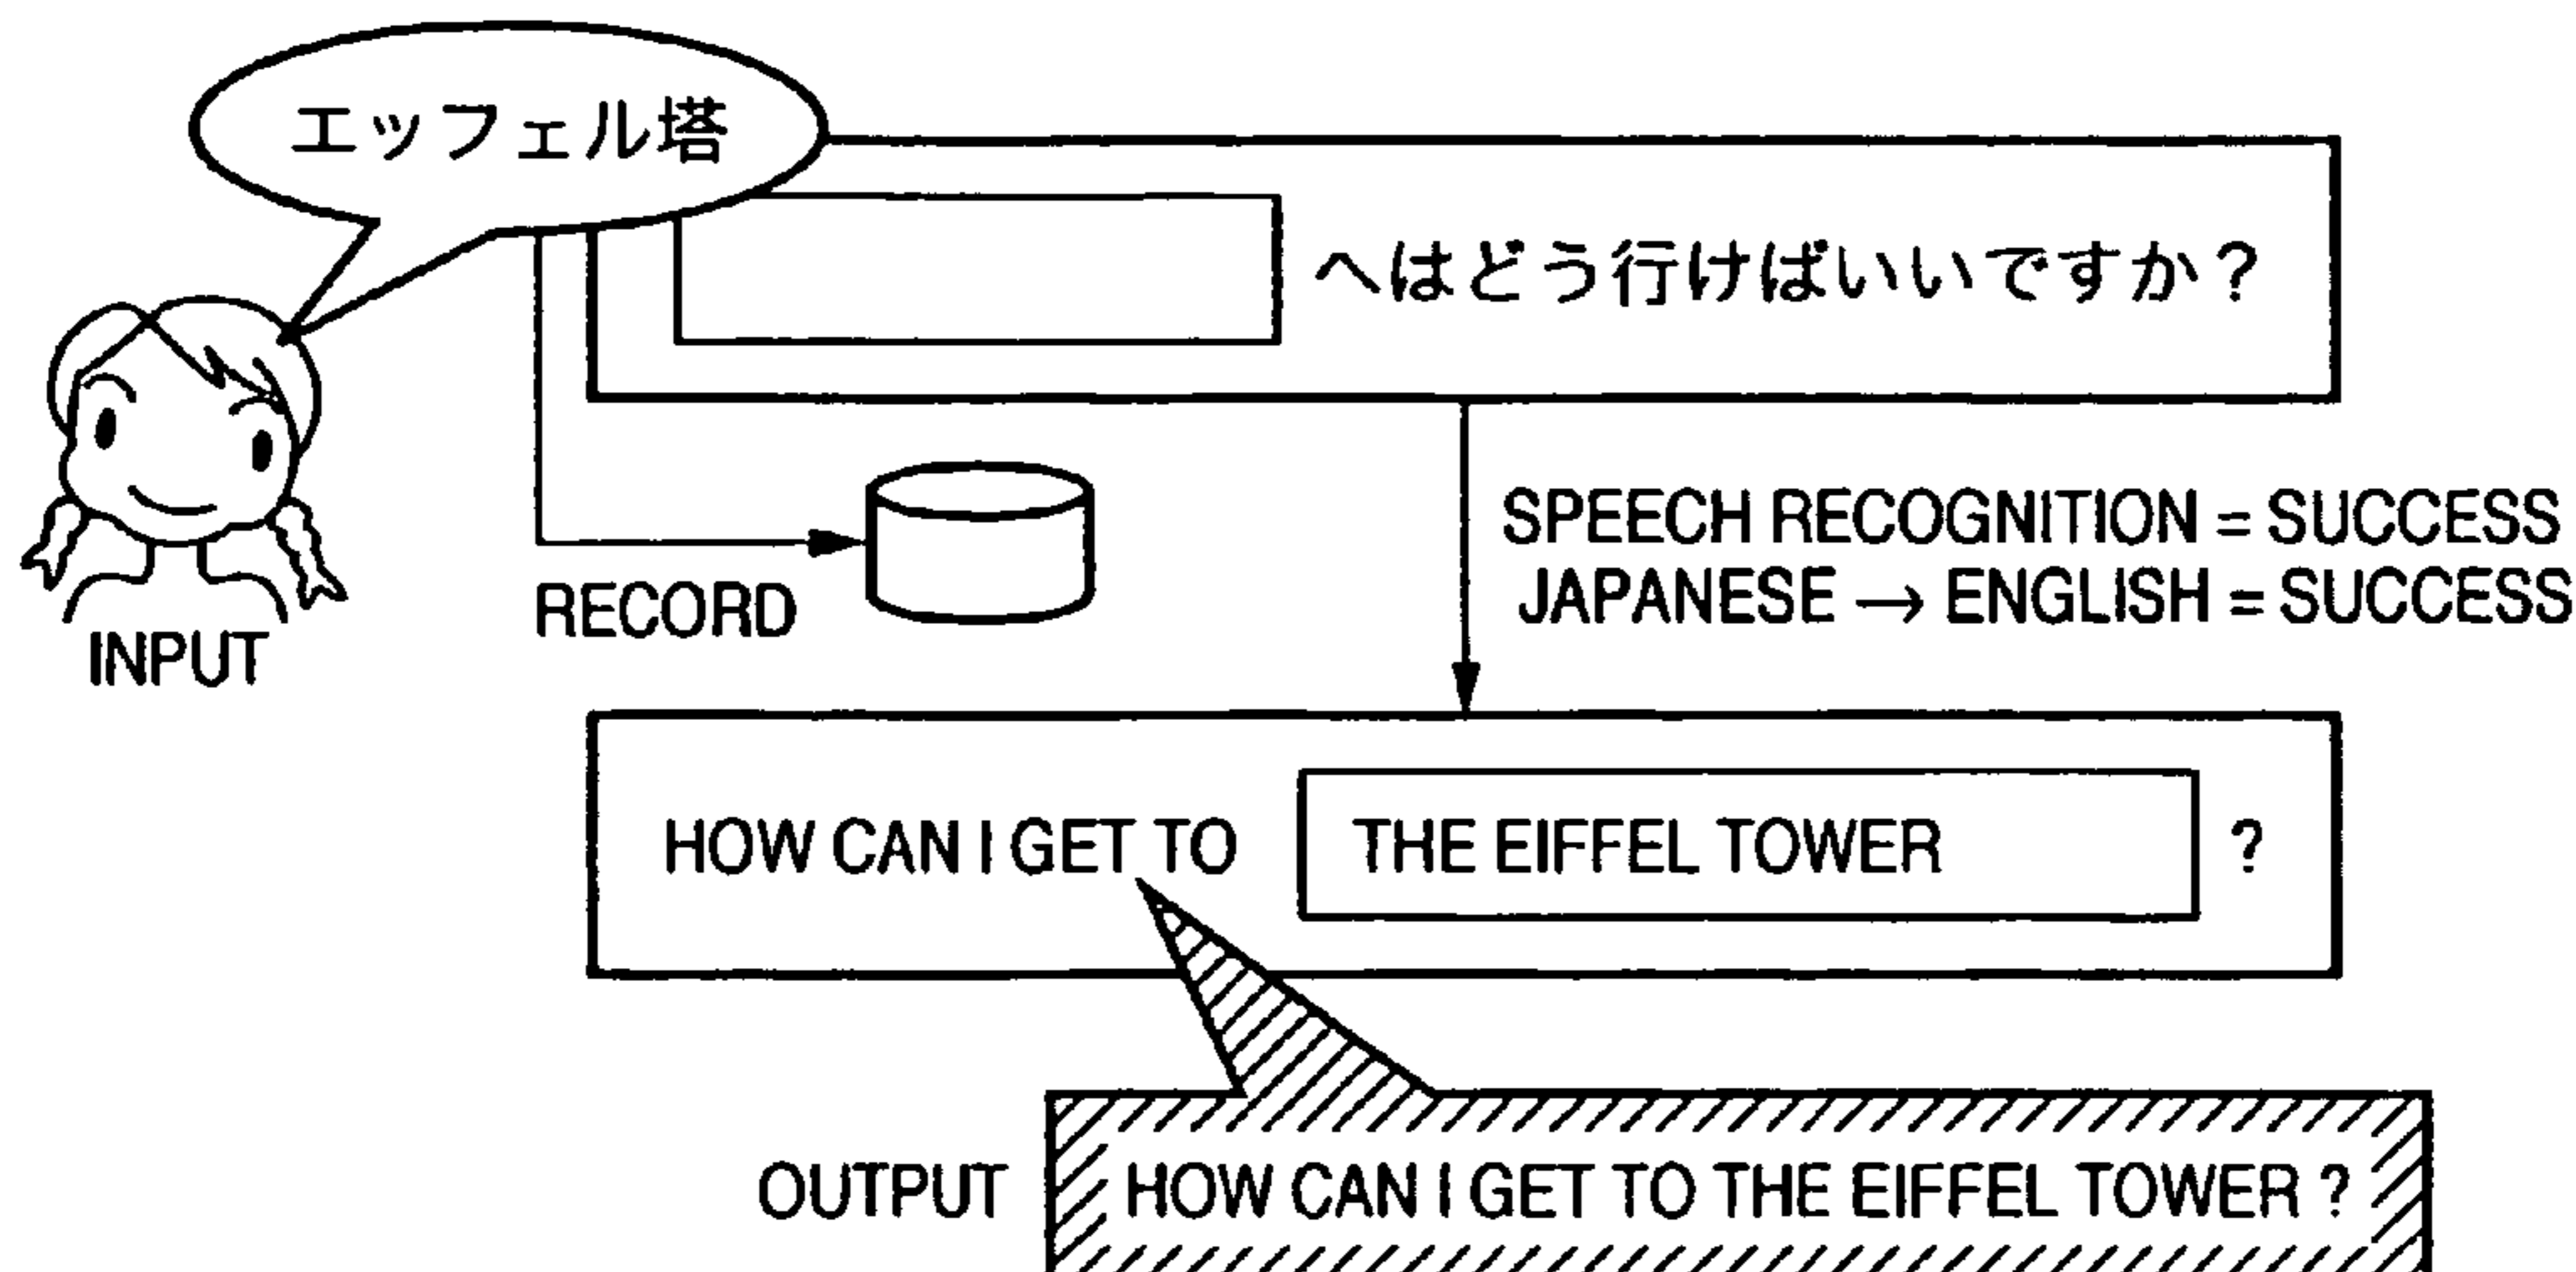 エッフェル塔
へはどう行けばいいですか？
SPEECH RECOGNITION = SUCCESS
JAPANESE → ENGLISH = SUCCESS
RECORD
INPUT
HOW CAN I GET TO THE EIFFEL TOWER ?
OUTPUT HOW CAN I GET TO THE EIFFEL TOWER ?